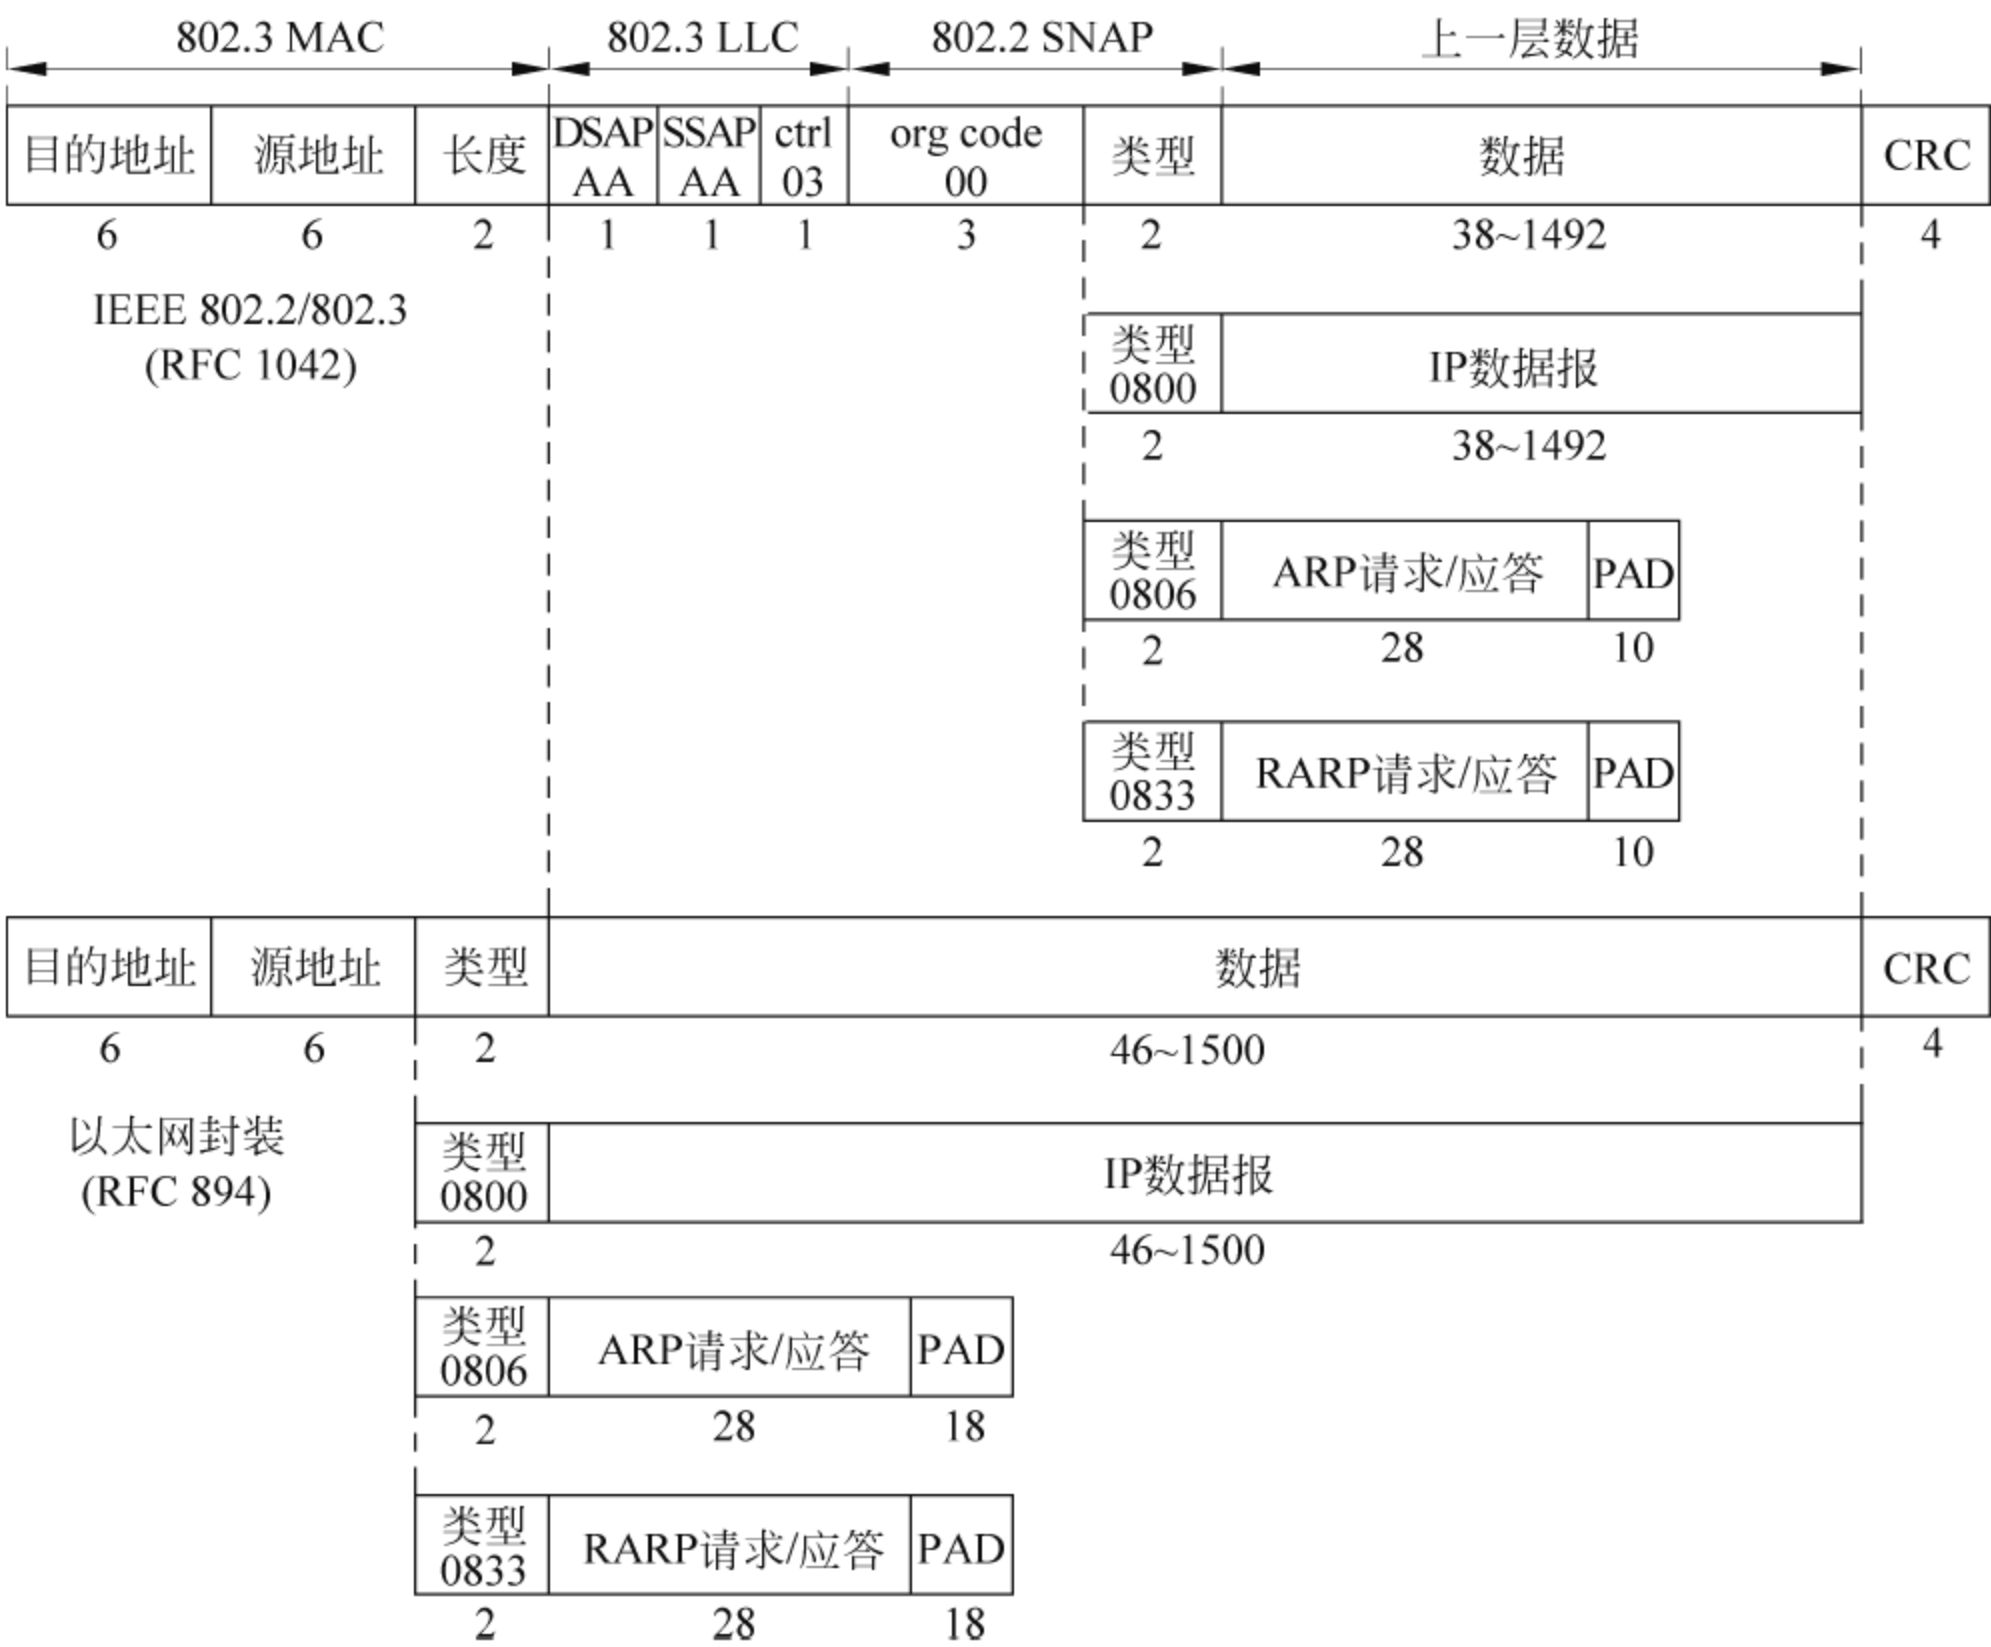 802.3 MAC 802.3 LLC 802.2 SNAP 上一层数据
目的地址 源地址 长度 DSAP AA SSAP AA ctrl 03 org code 00 类型 数据 CRC
6 6 2 1 1 1 3 2 38~1492 4
IEEE 802.2/802.3
(RFC 1042)
类型 0800 IP数据报
2 38~1492
类型 0806 ARP请求/应答 PAD
2 28 10
类型 0833 RARP请求/应答 PAD
2 28 10
目的地址 源地址 类型 数据 CRC
6 6 2 46~1500 4
以太网封装
(RFC 894)
类型 0800 IP数据报
2 46~1500
类型 0806 ARP请求/应答 PAD
2 28 18
类型 0833 RARP请求/应答 PAD
2 28 18